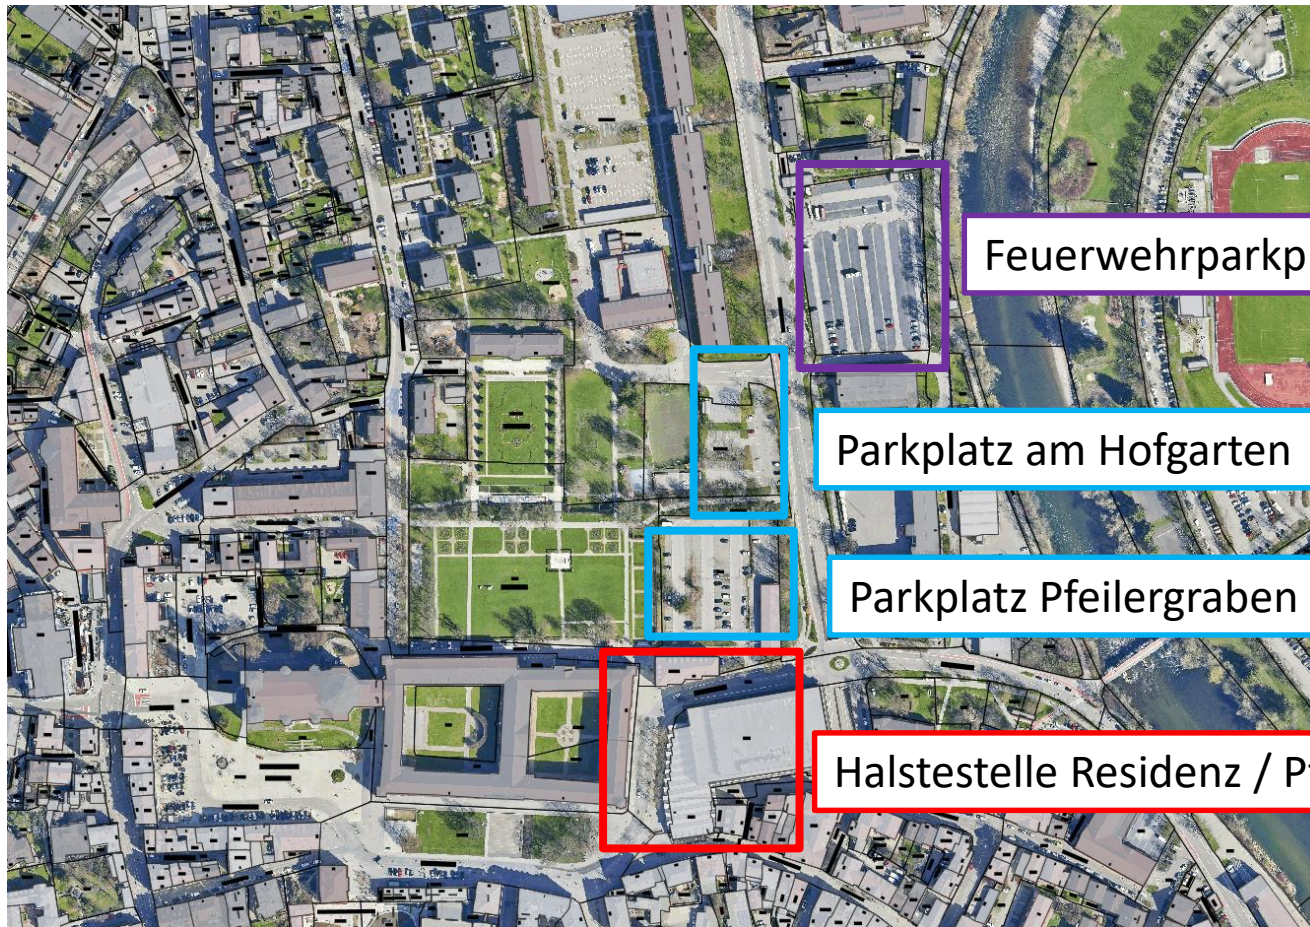 Feuerwehrparkp
Parkplatz am Hofgarten
Parkplatz Pfeilergraben
Halstestelle Residenz /